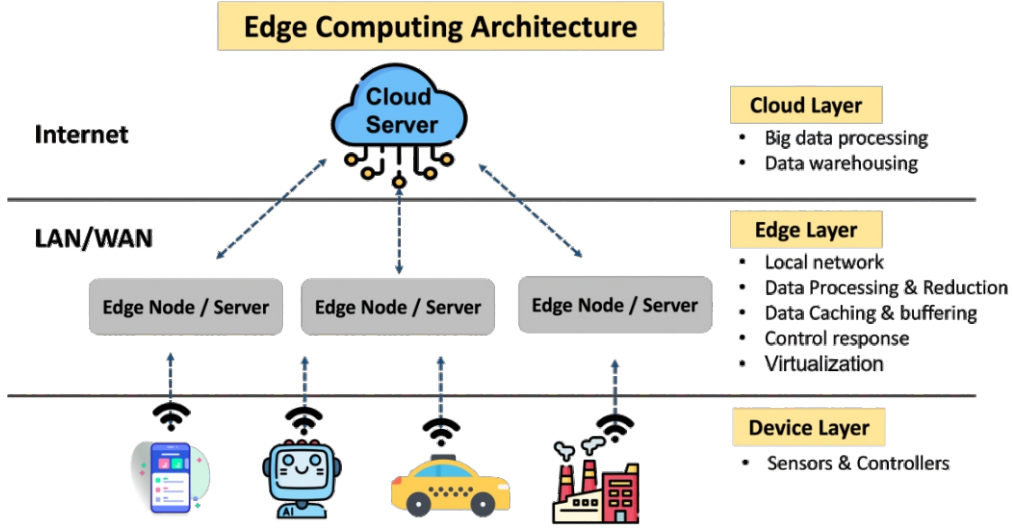 Edge Computing Architecture
Cloud
Server
Internet
Cloud Layer
• Big data processing
• Data warehousing
LAN/WAN
Edge Layer
• Local network
• Data Processing & Reduction
• Data Caching & buffering
• Control response
• Virtualization
Edge Node / Server
Edge Node / Server
Edge Node / Server
Device Layer
• Sensors & Controllers
AI